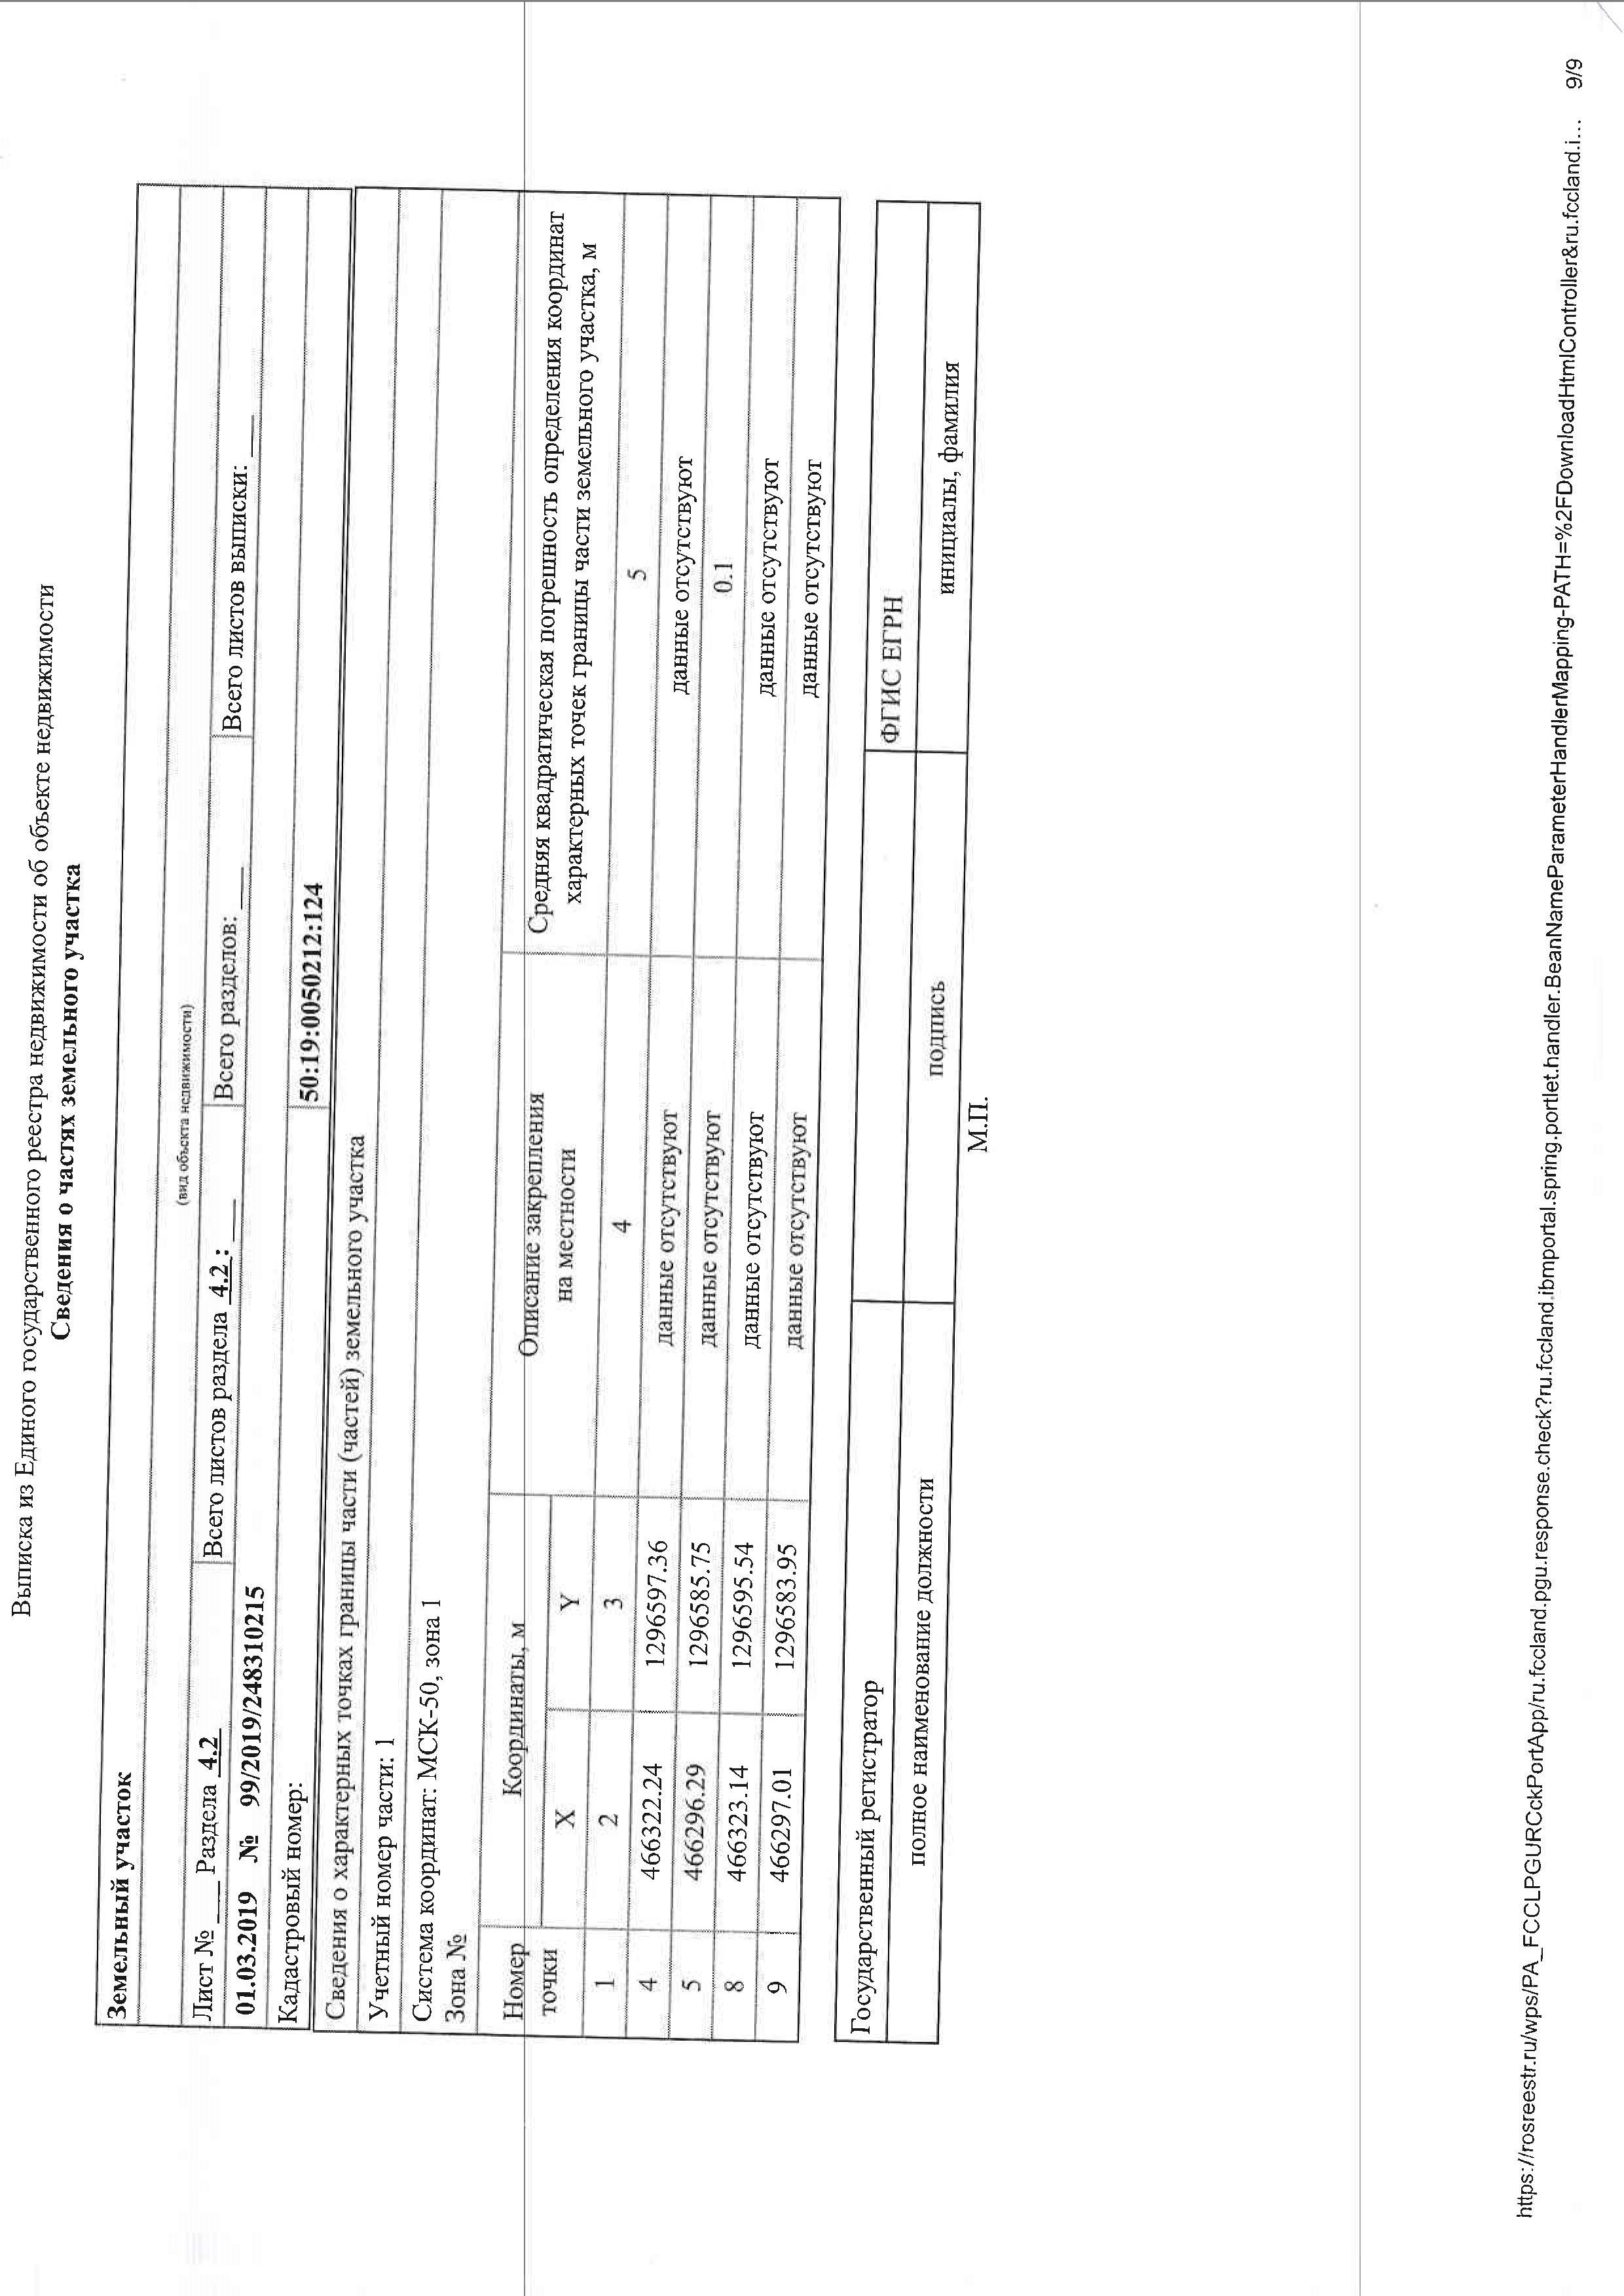 Выписка из Единого государственного реестра недвижимости об объекте недвижимости
Сведения о частях земельного участка
Земельный участок
(вид объекта недвижимости)
Лист № ___ Раздела 4.2 Всего листов раздела 4.2 : ___ Всего разделов: ___ Всего листов выписки: ___
01.03.2019 № 99/2019/248310215
Кадастровый номер: 50:19:0050212:124
Сведения о характерных точках границы части (частей) земельного участка
Учетный номер части: 1
Система координат: МСК-50, зона 1
Зона №
Номер точки Координаты, м Описание закрепления на местности Средняя квадратическая погрешность определения координат характерных точек границы части земельного участка, м
X Y
1 2 3 4 5
4 466322.24 1296597.36 данные отсутствуют данные отсутствуют
5 466296.29 1296585.75 данные отсутствуют 0.1
8 466323.14 1296595.54 данные отсутствуют данные отсутствуют
9 466297.01 1296583.95 данные отсутствуют данные отсутствуют
Государственный регистратор ФГИС ЕГРН
полное наименование должности подпись инициалы, фамилия
М.П.
https://rosreestr.ru/wps/PA_FCCLPGURCckPortApp/ru.fccland.pgu.response.check?ru.fccland.ibmportal.spring.portlet.handler.BeanNameParameterHandlerMapping-PATH=%2FDownloadHtmlController&ru.fccland.i... 9/9